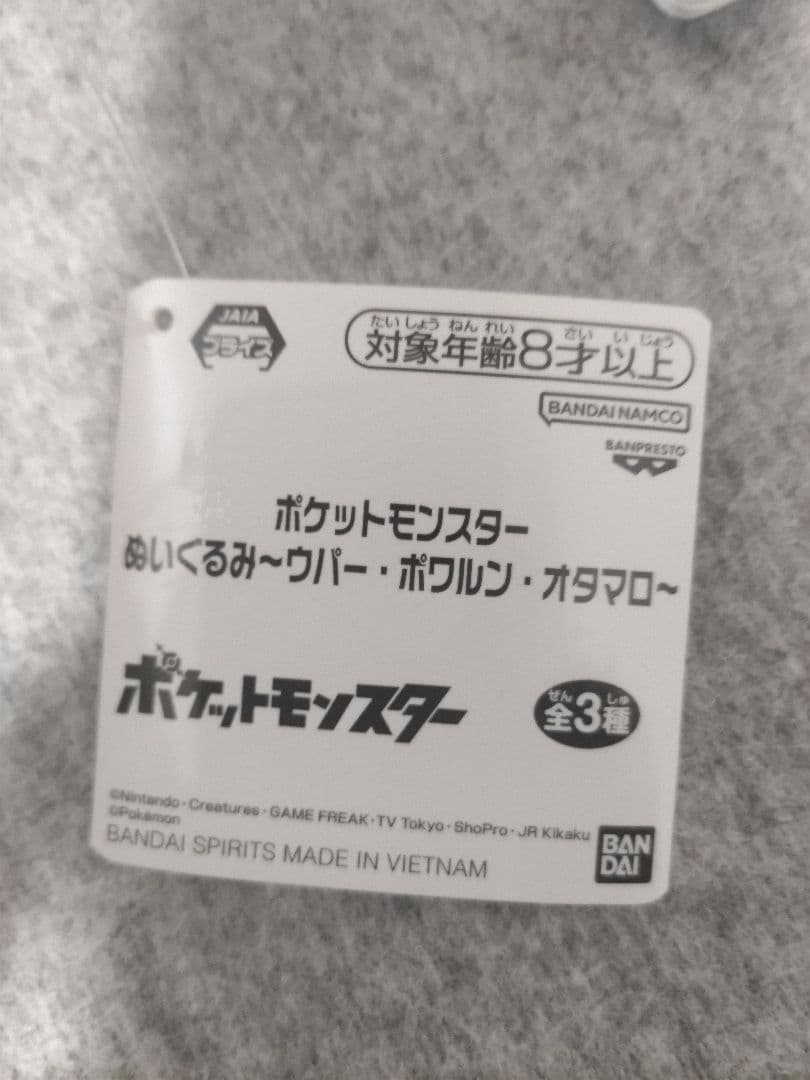 JAIA
プライズ
たいしょう ねん れい さい い じょう
対象年齢8才以上
BANDAI NAMCO
BANPRESTO
ポケットモンスター
ぬいぐるみ～ウパー・ポワルン・オタマロ～
ポケットモンスター
ぜん しゅ
全3種
©Nintendo・Creatures・GAME FREAK・TV Tokyo・ShoPro・JR Kikaku
©Pokémon
BANDAI SPIRITS MADE IN VIETNAM
BAN
DAI